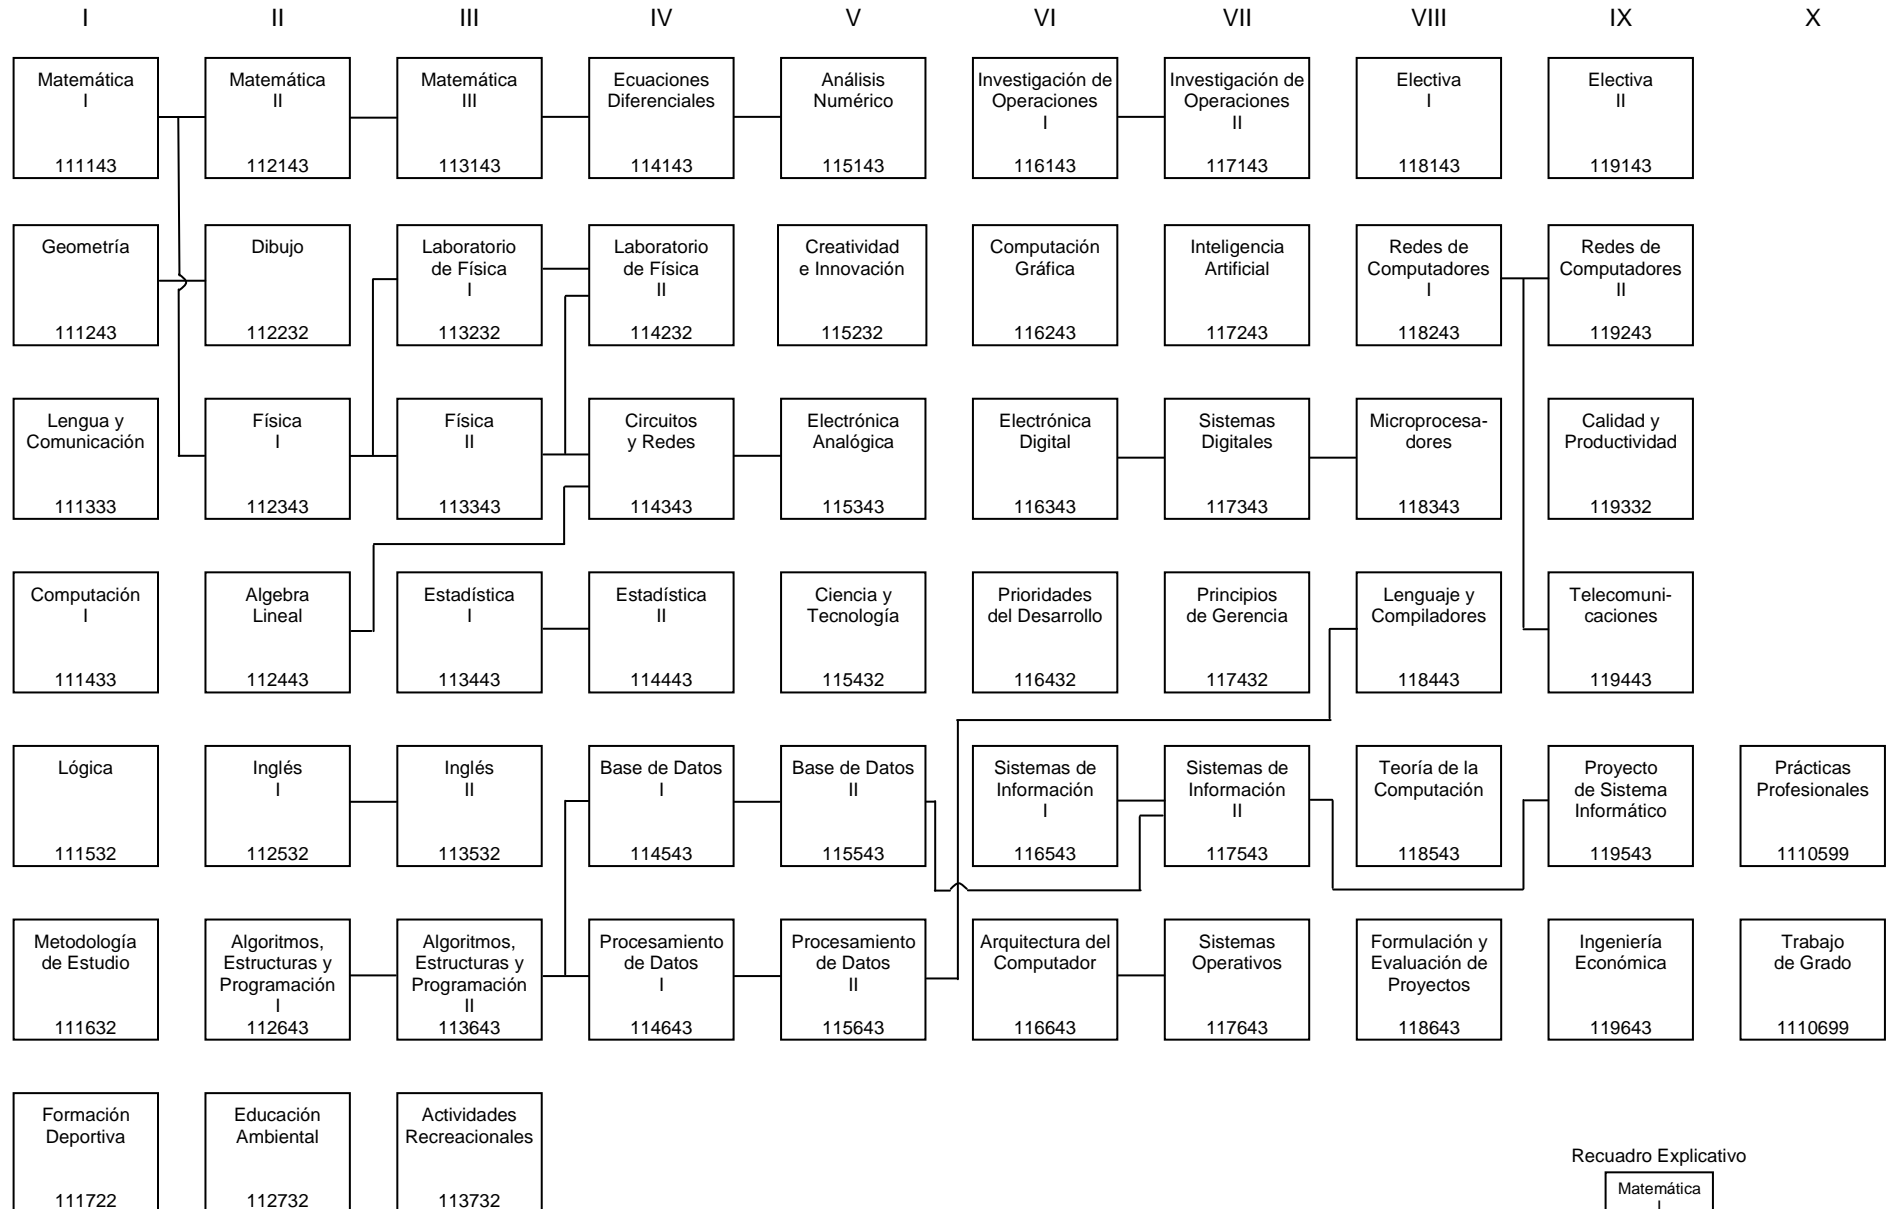 I II III IV V VI VII VIII IX X
Matemática
I
111143
Matemática
II
112143
Matemática
III
113143
Ecuaciones
Diferenciales
114143
Análisis
Numérico
115143
Investigación de
Operaciones
I
116143
Investigación de
Operaciones
II
117143
Electiva
I
118143
Electiva
II
119143
Geometría
111243
Dibujo
112232
Laboratorio
de Física
I
113232
Laboratorio
de Física
II
114232
Creatividad
e Innovación
115232
Computación
Gráfica
116243
Inteligencia
Artificial
117243
Redes de
Computadores
I
118243
Redes de
Computadores
II
119243
Lengua y
Comunicación
111333
Física
I
112343
Física
II
113343
Circuitos
y Redes
114343
Electrónica
Analógica
115343
Electrónica
Digital
116343
Sistemas
Digitales
117343
Microprocesa-
dores
118343
Calidad y
Productividad
119332
Computación
I
111433
Algebra
Lineal
112443
Estadística
I
113443
Estadística
II
114443
Ciencia y
Tecnología
115432
Prioridades
del Desarrollo
116432
Principios
de Gerencia
117432
Lenguaje y
Compiladores
118443
Telecomuni-
caciones
119443
Lógica
111532
Inglés
I
112532
Inglés
II
113532
Base de Datos
I
114543
Base de Datos
II
115543
Sistemas de
Información
I
116543
Sistemas de
Información
II
117543
Teoría de la
Computación
118543
Proyecto
de Sistema
Informático
119543
Prácticas
Profesionales
1110599
Metodología
de Estudio
111632
Algoritmos,
Estructuras y
Programación
I
112643
Algoritmos,
Estructuras y
Programación
II
113643
Procesamiento
de Datos
I
114643
Procesamiento
de Datos
II
115643
Arquitectura del
Computador
116643
Sistemas
Operativos
117643
Formulación y
Evaluación de
Proyectos
118643
Ingeniería
Económica
119643
Trabajo
de Grado
1110699
Formación
Deportiva
111722
Educación
Ambiental
112732
Actividades
Recreacionales
113732
Recuadro Explicativo
Matemática
I